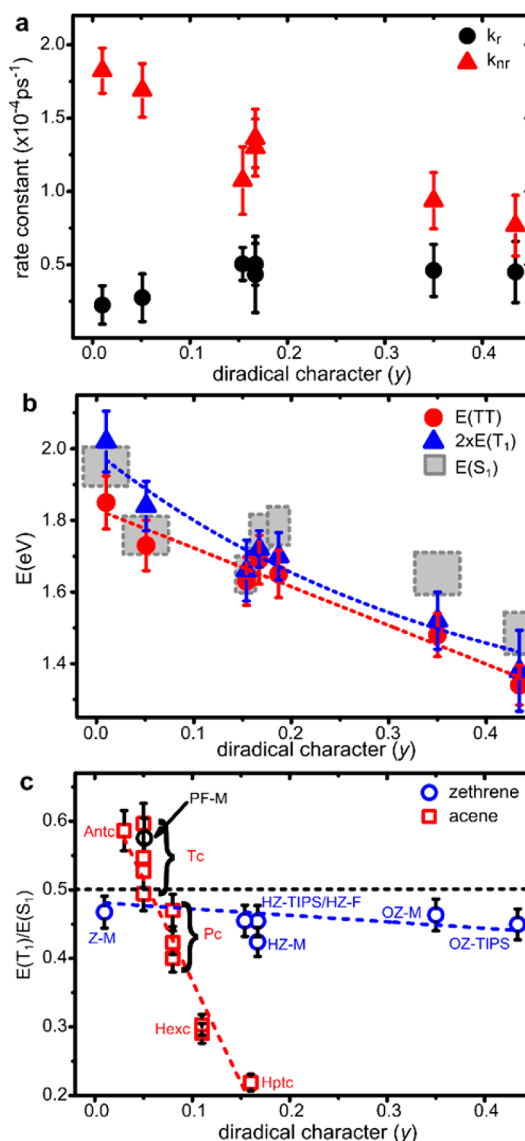 a
k_r
k_nr
rate constant (x10⁻⁴ps⁻¹)
2.0
1.5
1.0
0.5
0.0 0.1 0.2 0.3 0.4
diradical character (y)
b
E(TT)
2xE(T₁)
E(S₁)
E(eV)
2.0
1.8
1.6
1.4
0.0 0.1 0.2 0.3 0.4
diradical character (y)
c
zethrene
acene
E(T₁)/E(S₁)
0.6
0.5
0.4
0.3
0.2
PF-M
Antc
Tc
HZ-TIPS/HZ-F
OZ-M
Z-M
Pc
HZ-M
OZ-TIPS
Hexc
Hptc
0.0 0.1 0.2 0.3 0.4
diradical character (y)